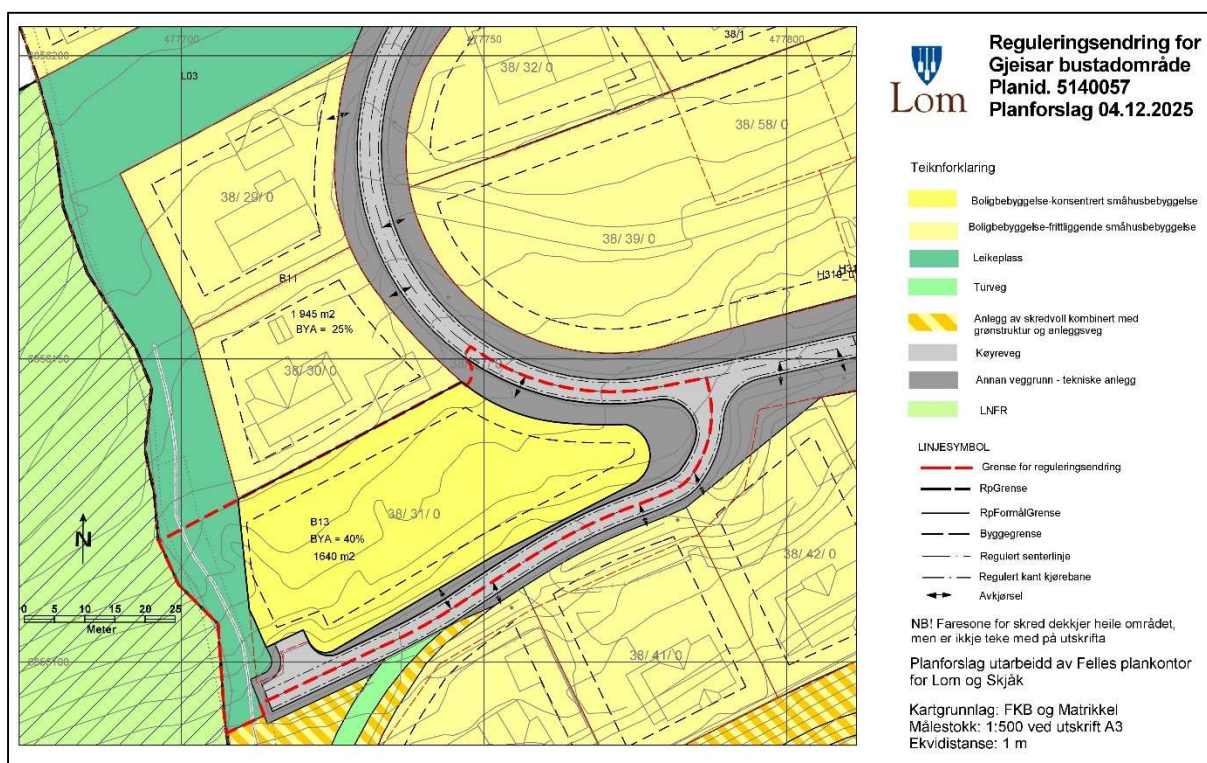 477700
477750
477800
6856200
38/1
L03
38/ 32/ 0
38/ 58/ 0
38/ 29/ 0
38/ 39/ 0
B11
1 945 m2
BYA = 25%
38/ 30/ 0
38/ 31/ 0
B13
BYA = 40%
1640 m2
38/ 42/ 0
38/ 41/ 0
N
0 5 10 15 20 25
Meter
Lom
Reguleringsendring for
Gjeisar bustadområde
Planid. 5140057
Planforslag 04.12.2025
Teiknforklaring
Boligbebyggelse-konsentrert småhusbebyggelse
Boligbebyggelse-frittliggende småhusbebyggelse
Leikeplass
Turveg
Anlegg av skredvoll kombinert med
grønstruktur og anleggsveg
Køyreveg
Annan veggrunn - tekniske anlegg
LNFR
LINJESYMBOL
Grense for reguleringsendring
RpGrense
RpFormålGrense
Byggegrense
Regulert senterlinje
Regulert kant kjørebane
Avkjørsel
NB! Faresone for skred dekkjer heile området,
men er ikkje teke med på utskrifta
Planforslag utarbeidd av Felles plankontor
for Lom og Skjåk
Kartgrunnlag: FKB og Matrikkel
Målestokk: 1:500 ved utskrift A3
Ekvidistanse: 1 m